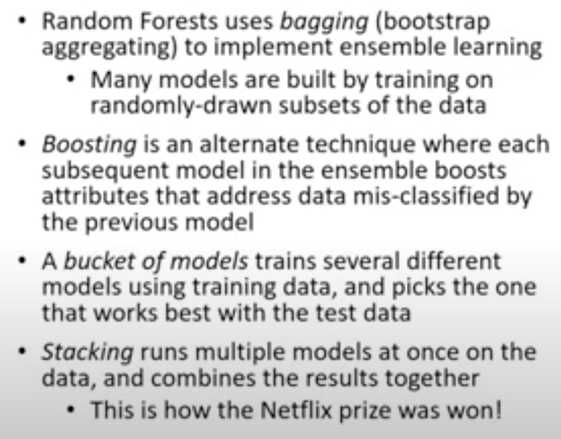 • Random Forests uses bagging (bootstrap
aggregating) to implement ensemble learning
• Many models are built by training on
randomly-drawn subsets of the data
• Boosting is an alternate technique where each
subsequent model in the ensemble boosts
attributes that address data mis-classified by
the previous model
• A bucket of models trains several different
models using training data, and picks the one
that works best with the test data
• Stacking runs multiple models at once on the
data, and combines the results together
• This is how the Netflix prize was won!